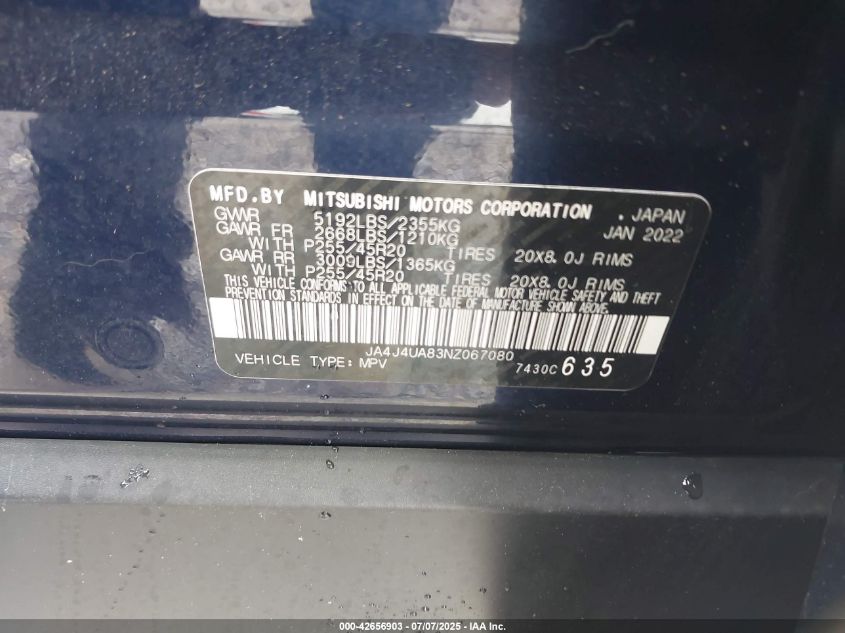 MFD.BY MITSUBISHI MOTORS CORPORATION . JAPAN
GVWR 5192LBS/2355KG JAN 2022
GAWR FR 2668LBS/1210KG
WITH P255/45R20 TIRES 20X8.0J RIMS
GAWR RR 3009LBS/1365KG
WITH P255/45R20 TIRES 20X8.0J RIMS
THIS VEHICLE CONFORMS TO ALL APPLICABLE FEDERAL MOTOR VEHICLE SAFETY AND THEFT
PREVENTION STANDARDS IN EFFECT ON THE DATE OF MANUFACTURE SHOWN ABOVE.
JA4J4UA83NZ067080
VEHICLE TYPE: MPV 7430C 635
000-42656903 - 07/07/2025 - IAA Inc.